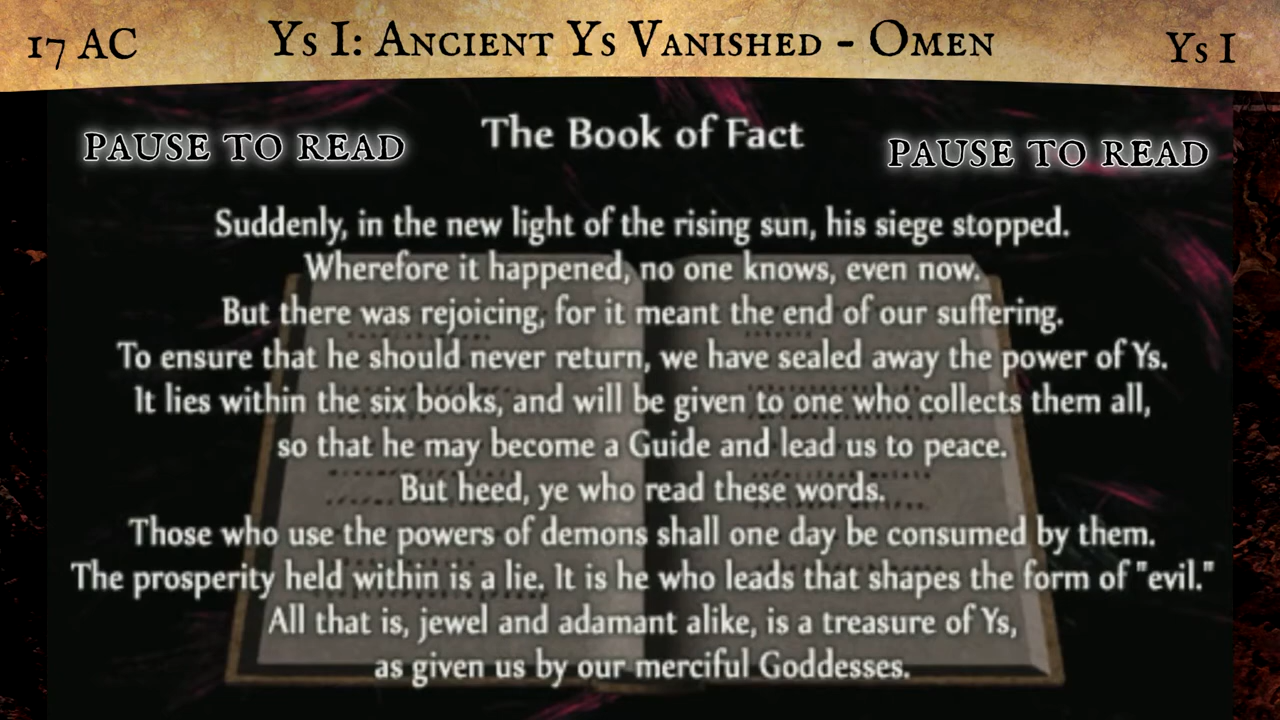 17 AC
Ys I: Ancient Ys Vanished - Omen
Ys I
PAUSE TO READ
The Book of Fact
PAUSE TO READ
Suddenly, in the new light of the rising sun, his siege stopped.
Wherefore it happened, no one knows, even now.
But there was rejoicing, for it meant the end of our suffering.
To ensure that he should never return, we have sealed away the power of Ys.
It lies within the six books, and will be given to one who collects them all,
so that he may become a Guide and lead us to peace.
But heed, ye who read these words.
Those who use the powers of demons shall one day be consumed by them.
The prosperity held within is a lie. It is he who leads that shapes the form of "evil."
All that is, jewel and adamant alike, is a treasure of Ys,
as given us by our merciful Goddesses.